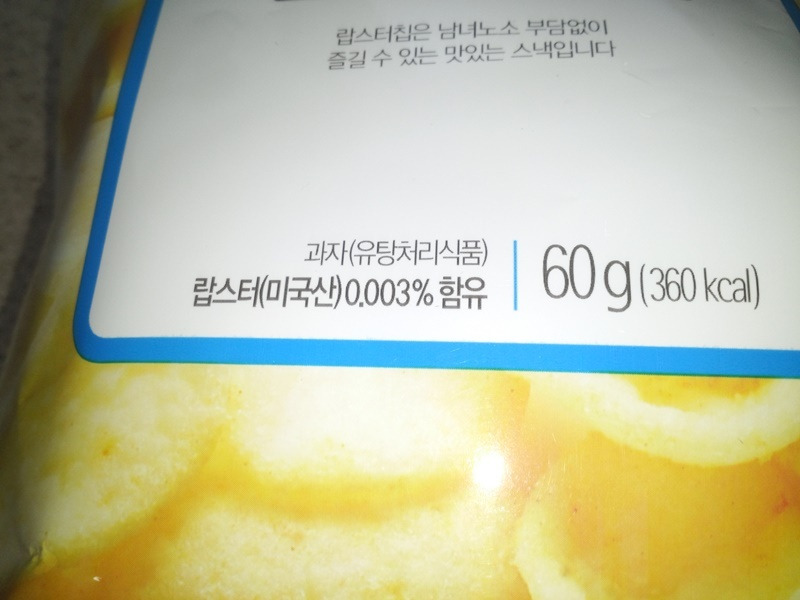 랍스터칩은 남녀노소 부담없이
즐길 수 있는 맛있는 스낵입니다
과자(유탕처리식품)
랍스터(미국산)0.003% 함유
60g(360 kcal)